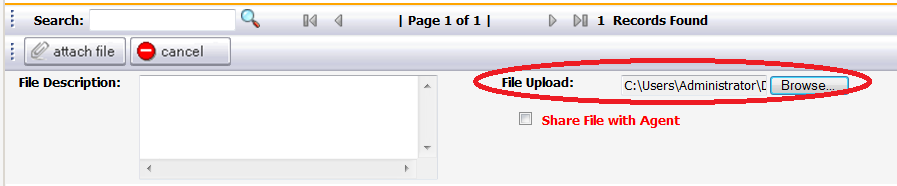 Search: | Page 1 of 1 | 1 Records Found
attach file cancel
File Description: File Upload: C:\Users\Administrator\D Browse...
Share File with Agent